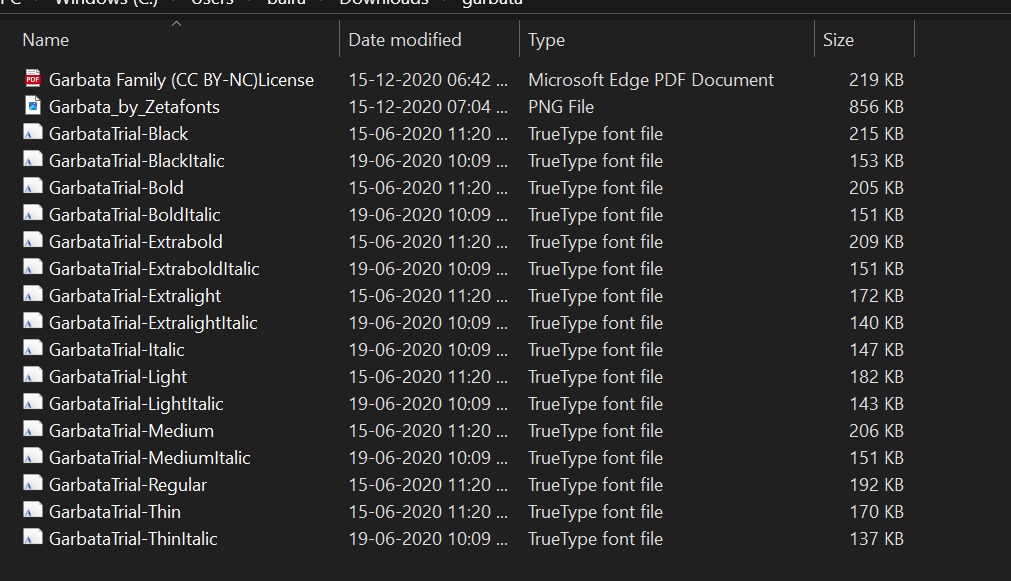 PC Windows (C:) Users Downloads garbata
Name Date modified Type Size
Garbata Family (CC BY-NC)License 15-12-2020 06:42 ... Microsoft Edge PDF Document 219 KB
Garbata_by_Zetafonts 15-12-2020 07:04 ... PNG File 856 KB
GarbataTrial-Black 15-06-2020 11:20 ... TrueType font file 215 KB
GarbataTrial-BlackItalic 19-06-2020 10:09 ... TrueType font file 153 KB
GarbataTrial-Bold 15-06-2020 11:20 ... TrueType font file 205 KB
GarbataTrial-BoldItalic 19-06-2020 10:09 ... TrueType font file 151 KB
GarbataTrial-Extrabold 15-06-2020 11:20 ... TrueType font file 209 KB
GarbataTrial-ExtraboldItalic 19-06-2020 10:09 ... TrueType font file 151 KB
GarbataTrial-Extralight 15-06-2020 11:20 ... TrueType font file 172 KB
GarbataTrial-ExtralightItalic 19-06-2020 10:09 ... TrueType font file 140 KB
GarbataTrial-Italic 19-06-2020 10:09 ... TrueType font file 147 KB
GarbataTrial-Light 15-06-2020 11:20 ... TrueType font file 182 KB
GarbataTrial-LightItalic 19-06-2020 10:09 ... TrueType font file 143 KB
GarbataTrial-Medium 15-06-2020 11:20 ... TrueType font file 206 KB
GarbataTrial-MediumItalic 19-06-2020 10:09 ... TrueType font file 151 KB
GarbataTrial-Regular 15-06-2020 11:20 ... TrueType font file 192 KB
GarbataTrial-Thin 15-06-2020 11:20 ... TrueType font file 170 KB
GarbataTrial-ThinItalic 19-06-2020 10:09 ... TrueType font file 137 KB